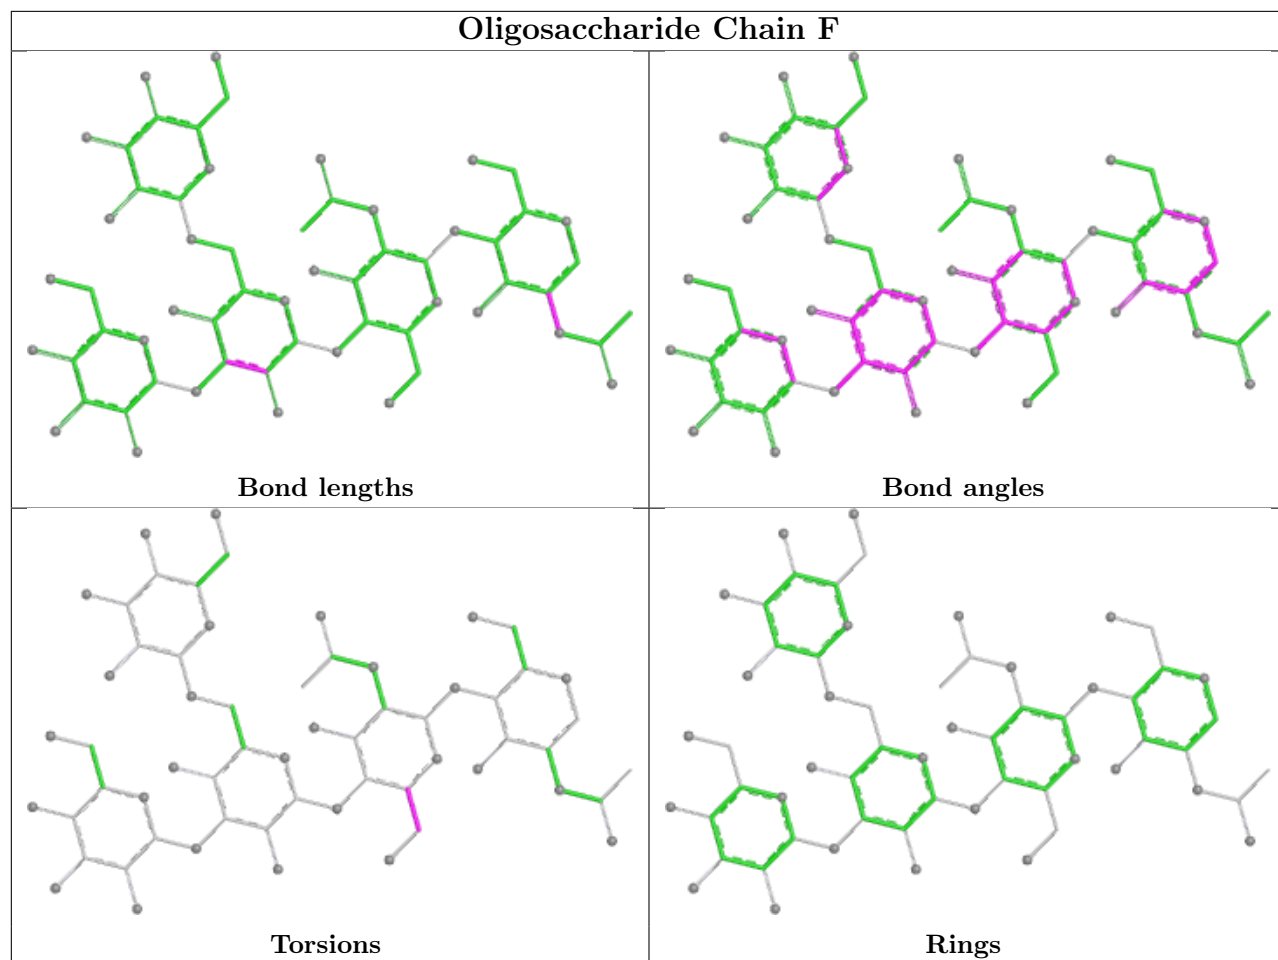 Oligosaccharide Chain F
Bond lengths
Bond angles
Torsions
Rings